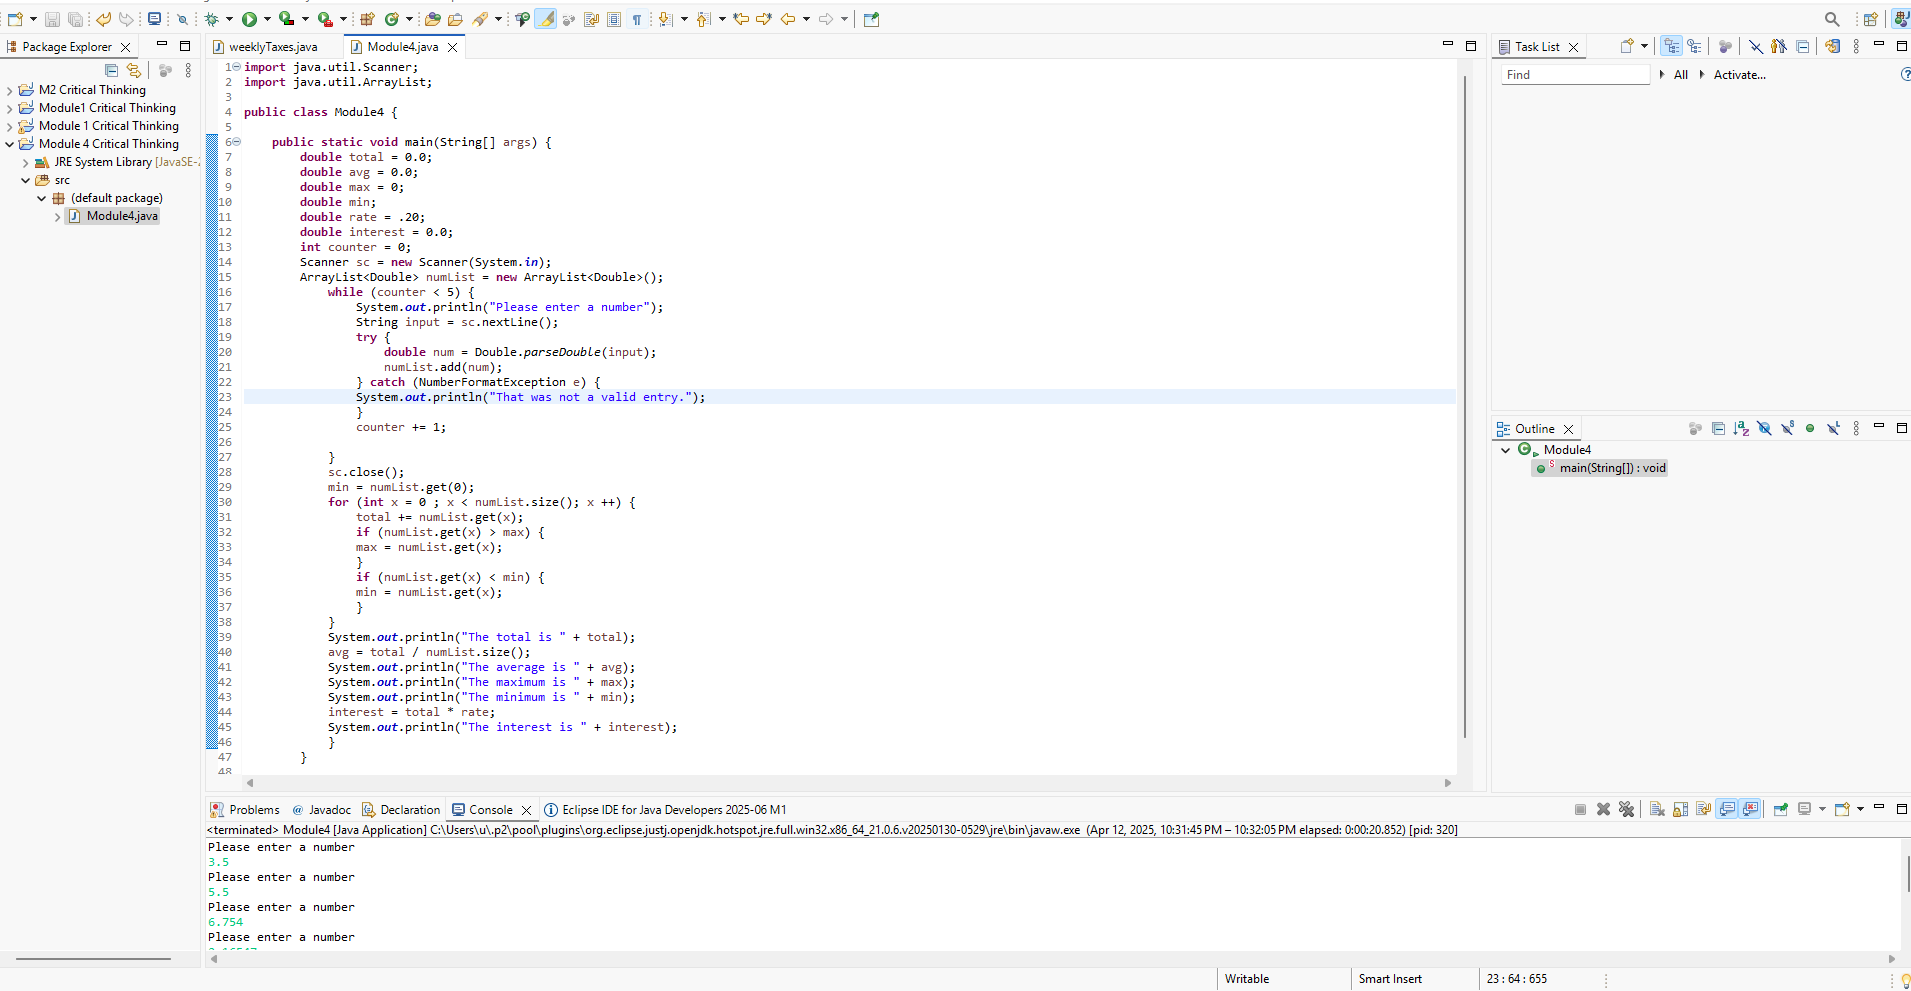 Package Explorer
M2 Critical Thinking
Module1 Critical Thinking
Module 1 Critical Thinking
Module 4 Critical Thinking
JRE System Library [JavaSE-
src
(default package)
Module4.java
weeklyTaxes.java
Module4.java
1 import java.util.Scanner;
2 import java.util.ArrayList;
3
4 public class Module4 {
5
6 public static void main(String[] args) {
7 double total = 0.0;
8 double avg = 0.0;
9 double max = 0;
10 double min;
11 double rate = .20;
12 double interest = 0.0;
13 int counter = 0;
14 Scanner sc = new Scanner(System.in);
15 ArrayList<Double> numList = new ArrayList<Double>();
16 while (counter < 5) {
17 System.out.println("Please enter a number");
18 String input = sc.nextLine();
19 try {
20 double num = Double.parseDouble(input);
21 numList.add(num);
22 } catch (NumberFormatException e) {
23 System.out.println("That was not a valid entry.");
24 }
25 counter += 1;
26
27 }
28 sc.close();
29 min = numList.get(0);
30 for (int x = 0 ; x < numList.size(); x ++) {
31 total += numList.get(x);
32 if (numList.get(x) > max) {
33 max = numList.get(x);
34 }
35 if (numList.get(x) < min) {
36 min = numList.get(x);
37 }
38 }
39 System.out.println("The total is " + total);
40 avg = total / numList.size();
41 System.out.println("The average is " + avg);
42 System.out.println("The maximum is " + max);
43 System.out.println("The minimum is " + min);
44 interest = total * rate;
45 System.out.println("The interest is " + interest);
46 }
47 }
48
Task List
Find
All
Activate...
Outline
Module4
main(String[]) : void
Problems
Javadoc
Declaration
Console
Eclipse IDE for Java Developers 2025-06 M1
<terminated> Module4 [Java Application] C:\Users\u\.p2\pool\plugins\org.eclipse.justj.openjdk.hotspot.jre.full.win32.x86_64_21.0.6.v20250130-0529\jre\bin\javaw.exe (Apr 12, 2025, 10:31:45 PM – 10:32:05 PM elapsed: 0:00:20.852) [pid: 320]
Please enter a number
3.5
Please enter a number
5.5
Please enter a number
6.754
Please enter a number
Writable
Smart Insert
23 : 64 : 655